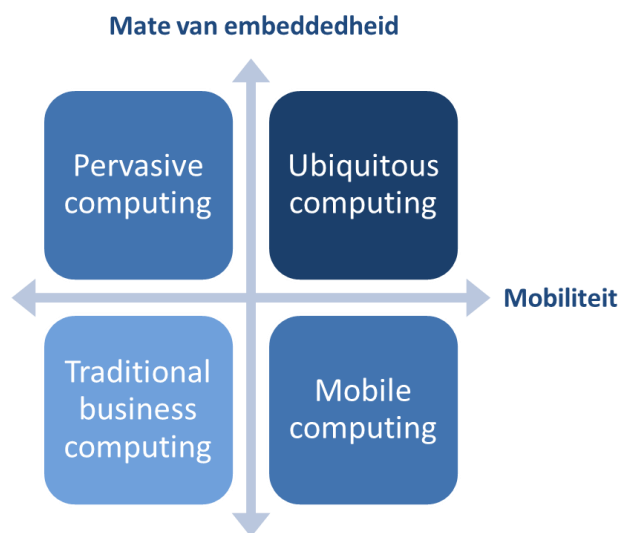 Mate van embeddedheid
Pervasive
computing
Ubiquitous
computing
Mobiliteit
Traditional
business
computing
Mobile
computing